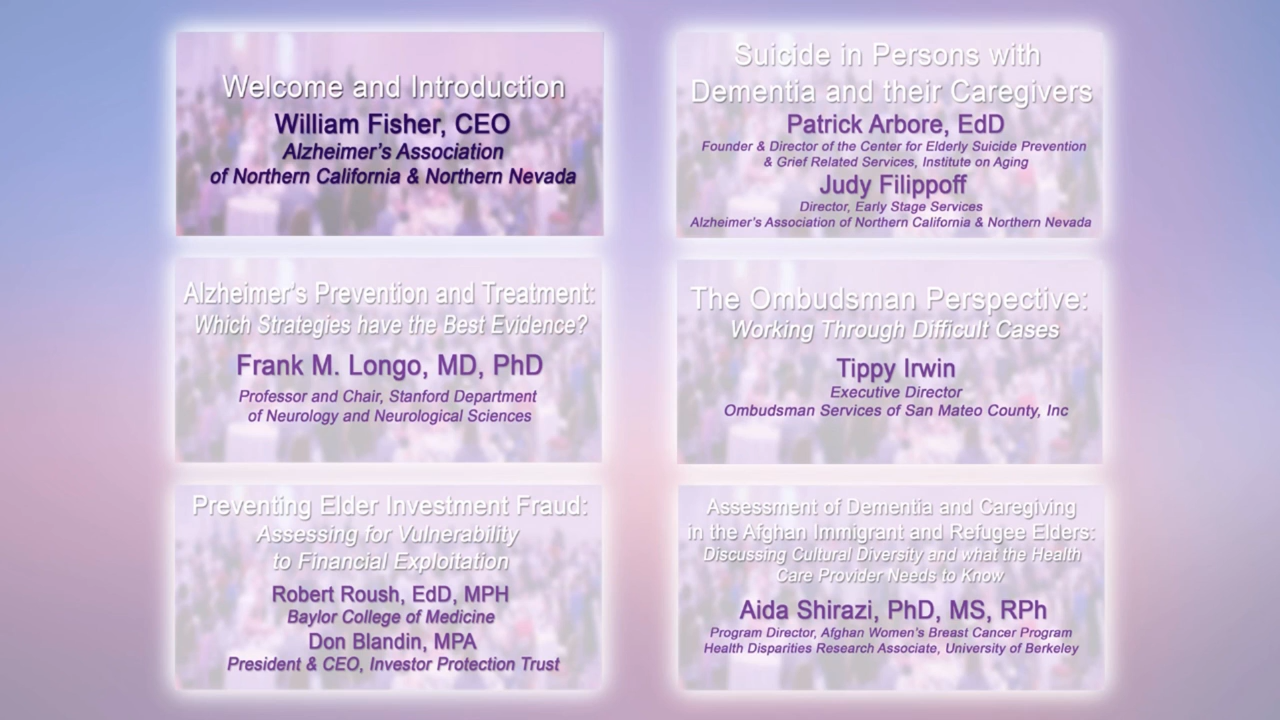 Welcome and Introduction
William Fisher, CEO
Alzheimer's Association
of Northern California & Northern Nevada
Suicide in Persons with
Dementia and their Caregivers
Patrick Arbore, EdD
Founder & Director of the Center for Elderly Suicide Prevention
& Grief Related Services, Institute on Aging
Judy Filippoff
Director, Early Stage Services
Alzheimer's Association of Northern California & Northern Nevada
Alzheimer's Prevention and Treatment:
Which Strategies have the Best Evidence?
Frank M. Longo, MD, PhD
Professor and Chair, Stanford Department
of Neurology and Neurological Sciences
The Ombudsman Perspective:
Working Through Difficult Cases
Tippy Irwin
Executive Director
Ombudsman Services of San Mateo County, Inc
Preventing Elder Investment Fraud:
Assessing for Vulnerability
to Financial Exploitation
Robert Roush, EdD, MPH
Baylor College of Medicine
Don Blandin, MPA
President & CEO, Investor Protection Trust
Assessment of Dementia and Caregiving
in the Afghan Immigrant and Refugee Elders:
Discussing Cultural Diversity and what the Health
Care Provider Needs to Know
Aida Shirazi, PhD, MS, RPh
Program Director, Afghan Women's Breast Cancer Program
Health Disparities Research Associate, University of Berkeley